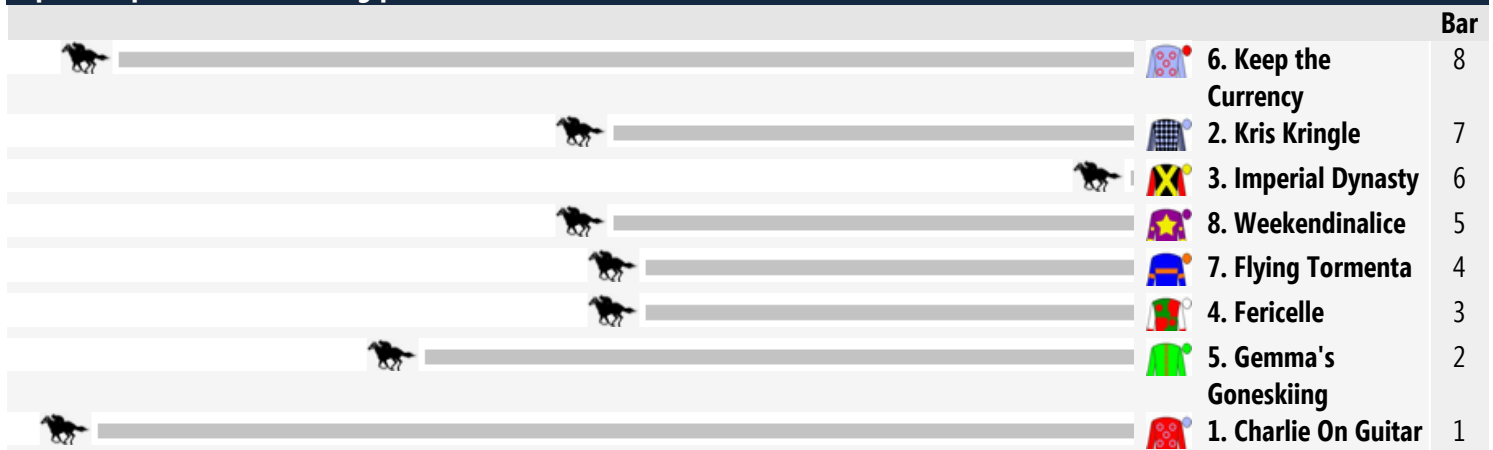 Bar
6. Keep the 8
Currency
2. Kris Kringle 7
3. Imperial Dynasty 6
8. Weekendinalice 5
7. Flying Tormenta 4
4. Fericelle 3
5. Gemma's 2
Goneskiing
1. Charlie On Guitar 1